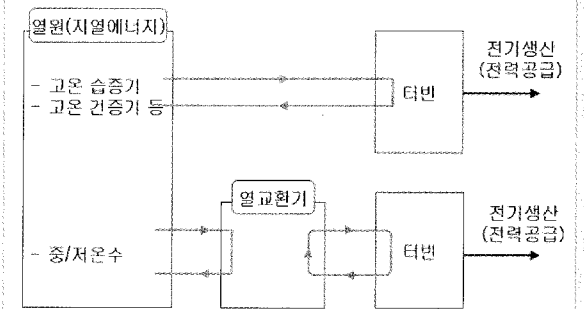 열원(지열에너지)
- 고온 습증기
- 고온 건증기 등
터빈
전기생산
(전력공급)
열교환기
- 중/저온수
터빈
전기생산
(전력공급)